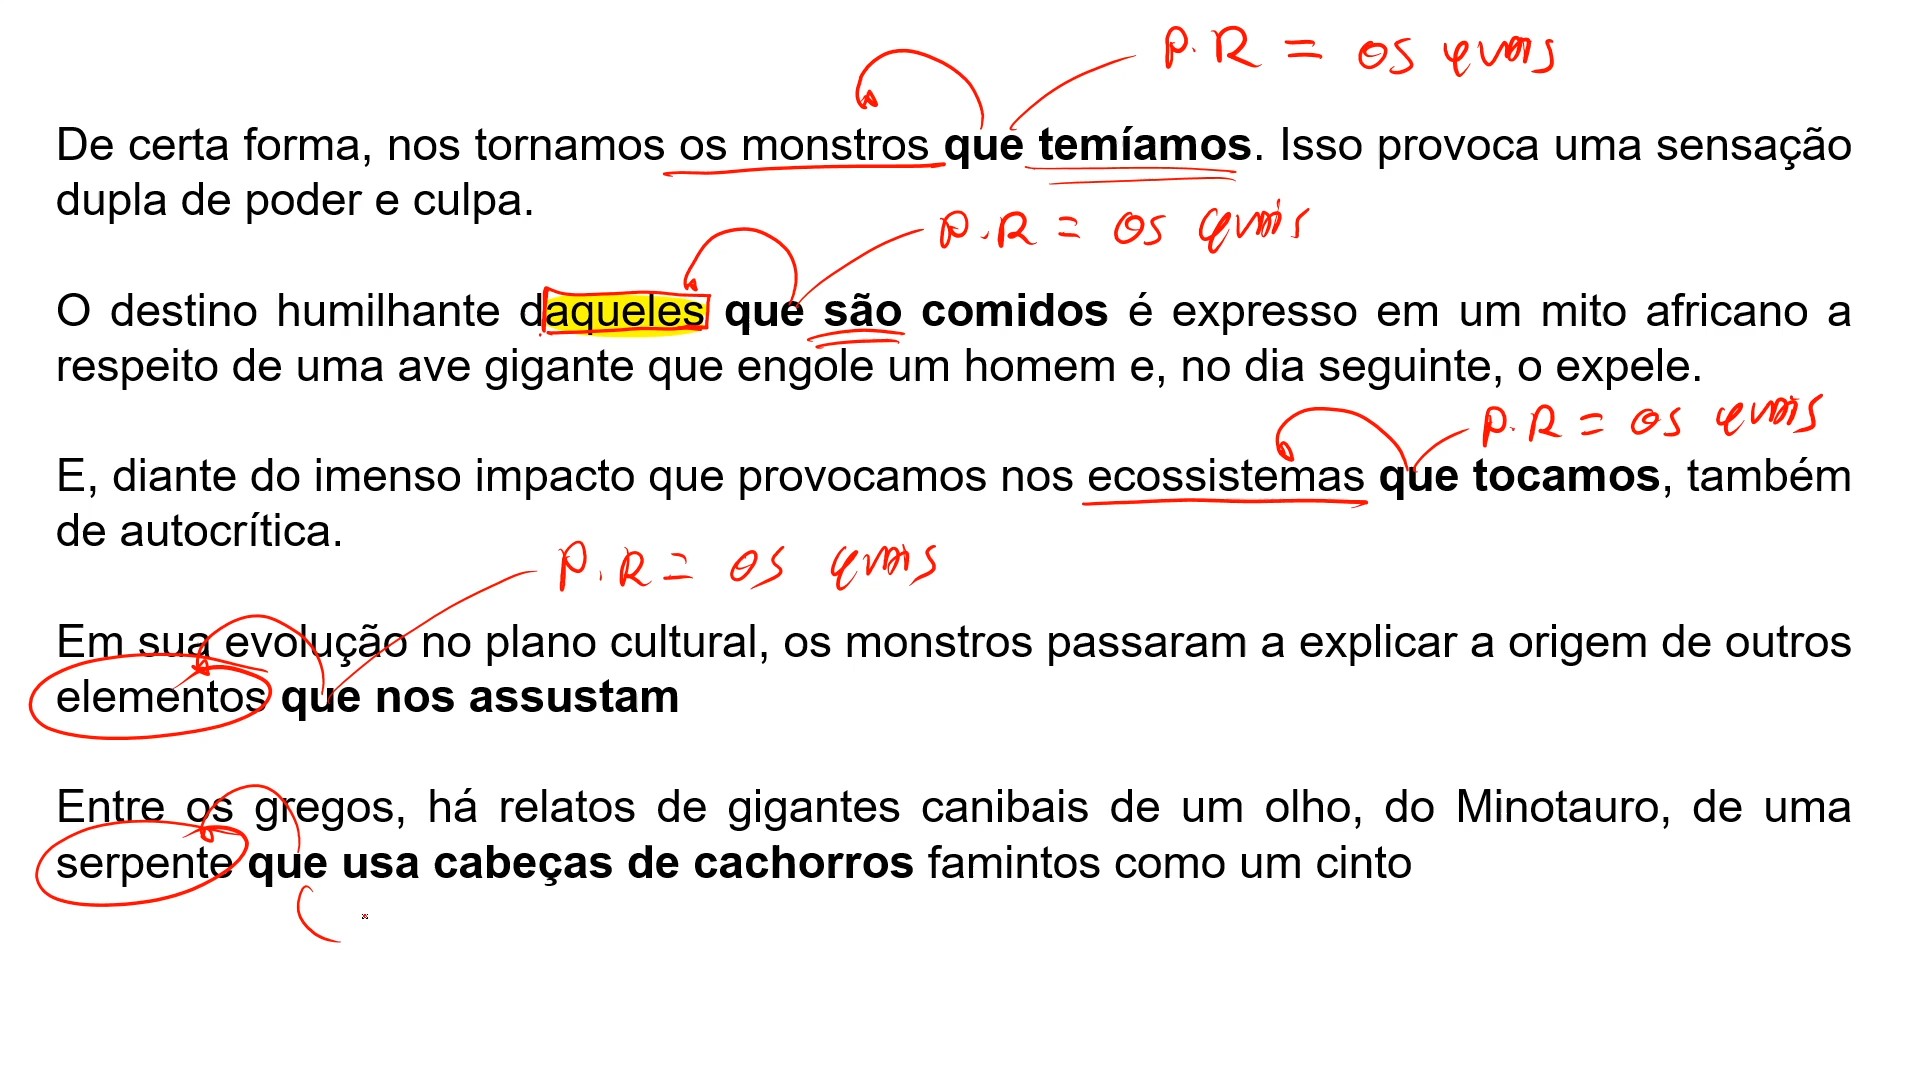 P.R = os quais
De certa forma, nos tornamos os monstros que temíamos. Isso provoca uma sensação
dupla de poder e culpa.
P.R = os quais
O destino humilhante daqueles que são comidos é expresso em um mito africano a
respeito de uma ave gigante que engole um homem e, no dia seguinte, o expele.
P.R = os quais
E, diante do imenso impacto que provocamos nos ecossistemas que tocamos, também
de autocrítica.
P.R = os quais
Em sua evolução no plano cultural, os monstros passaram a explicar a origem de outros
elementos que nos assustam
Entre os gregos, há relatos de gigantes canibais de um olho, do Minotauro, de uma
serpente que usa cabeças de cachorros famintos como um cinto